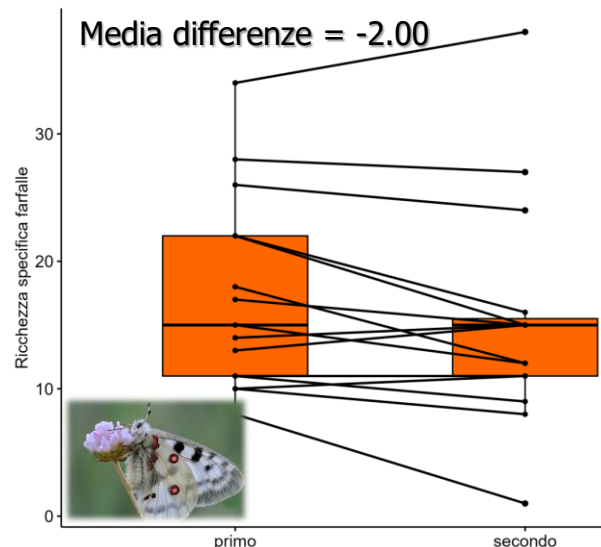 Media differenze = -2.00
Ricchezza specifica farfalle
30
20
10
0
primo
secondo